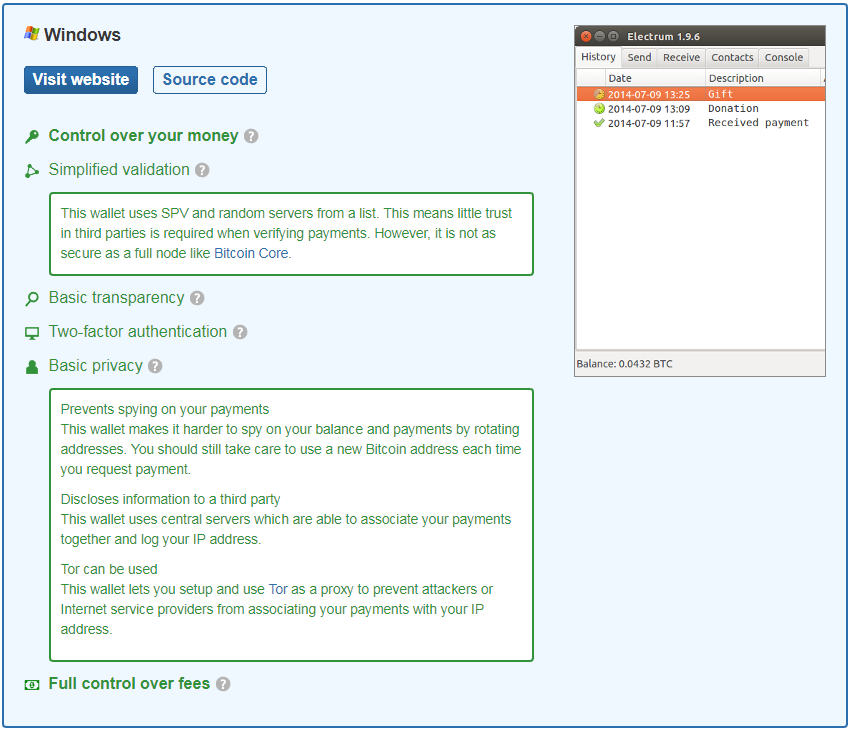 Windows
Visit website
Source code
Control over your money ?
Simplified validation ?
This wallet uses SPV and random servers from a list. This means little trust
in third parties is required when verifying payments. However, it is not as
secure as a full node like Bitcoin Core.
Basic transparency ?
Two-factor authentication ?
Basic privacy ?
Prevents spying on your payments
This wallet makes it harder to spy on your balance and payments by rotating
addresses. You should still take care to use a new Bitcoin address each time
you request payment.
Discloses information to a third party
This wallet uses central servers which are able to associate your payments
together and log your IP address.
Tor can be used
This wallet lets you setup and use Tor as a proxy to prevent attackers or
Internet service providers from associating your payments with your IP
address.
Full control over fees ?
Electrum 1.9.6
History Send Receive Contacts Console
Date Description
2014-07-09 13:25 Gift
2014-07-09 13:09 Donation
2014-07-09 11:57 Received payment
Balance: 0.0432 BTC